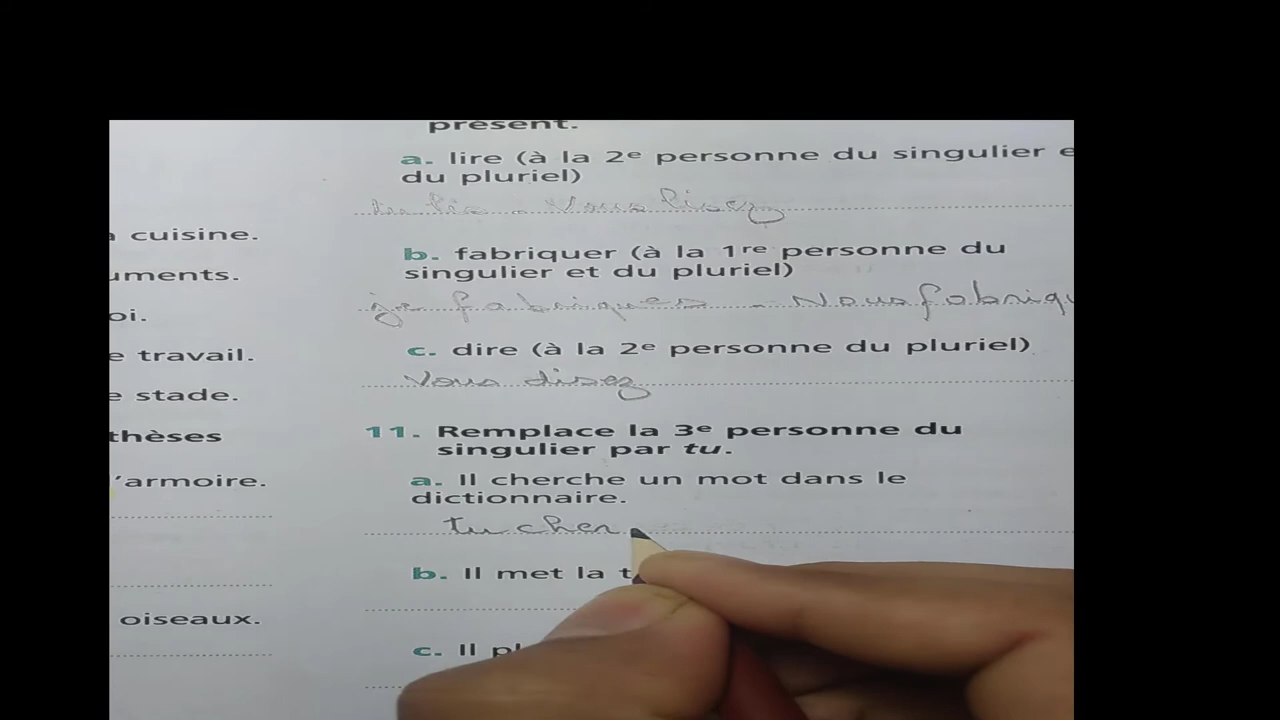 cuisine.
uments.
oi.
travail.
stade.
thèses
'armoire.
oiseaux.
présent.
a. lire (à la 2e personne du singulier e
du pluriel)
tu lis - Vous lisez
b. fabriquer (à la 1re personne du
singulier et du pluriel)
je fabriques - Nous fabriqu
c. dire (à la 2e personne du pluriel)
Vous disez
11. Remplace la 3e personne du
singulier par tu.
a. Il cherche un mot dans le
dictionnaire.
tu cher
b. Il met la t
c. Il pl